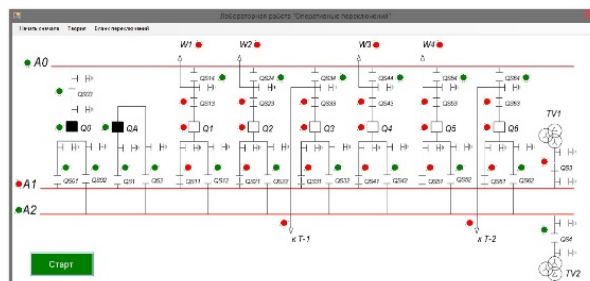 Лабораторная работа "Оперативные переключения"
Начать сначала Теория Бланк переключений
W1 W2 W3 W4
A0
QS14 QS24 QS34 QS44 QS54 QS64
QS03
QS13 QS23 QS33 QS43 QS53 QS63
Q0 QA Q1 Q2 Q3 Q4 Q5 Q6
TV1
QS01 QS02 QS1 QS2 QS11 QS12 QS21 QS22 QS31 QS32 QS41 QS42 QS51 QS52 QS61 QS62
QS3
A1
A2
к Т-1 к Т-2
QS4
Старт
TV2